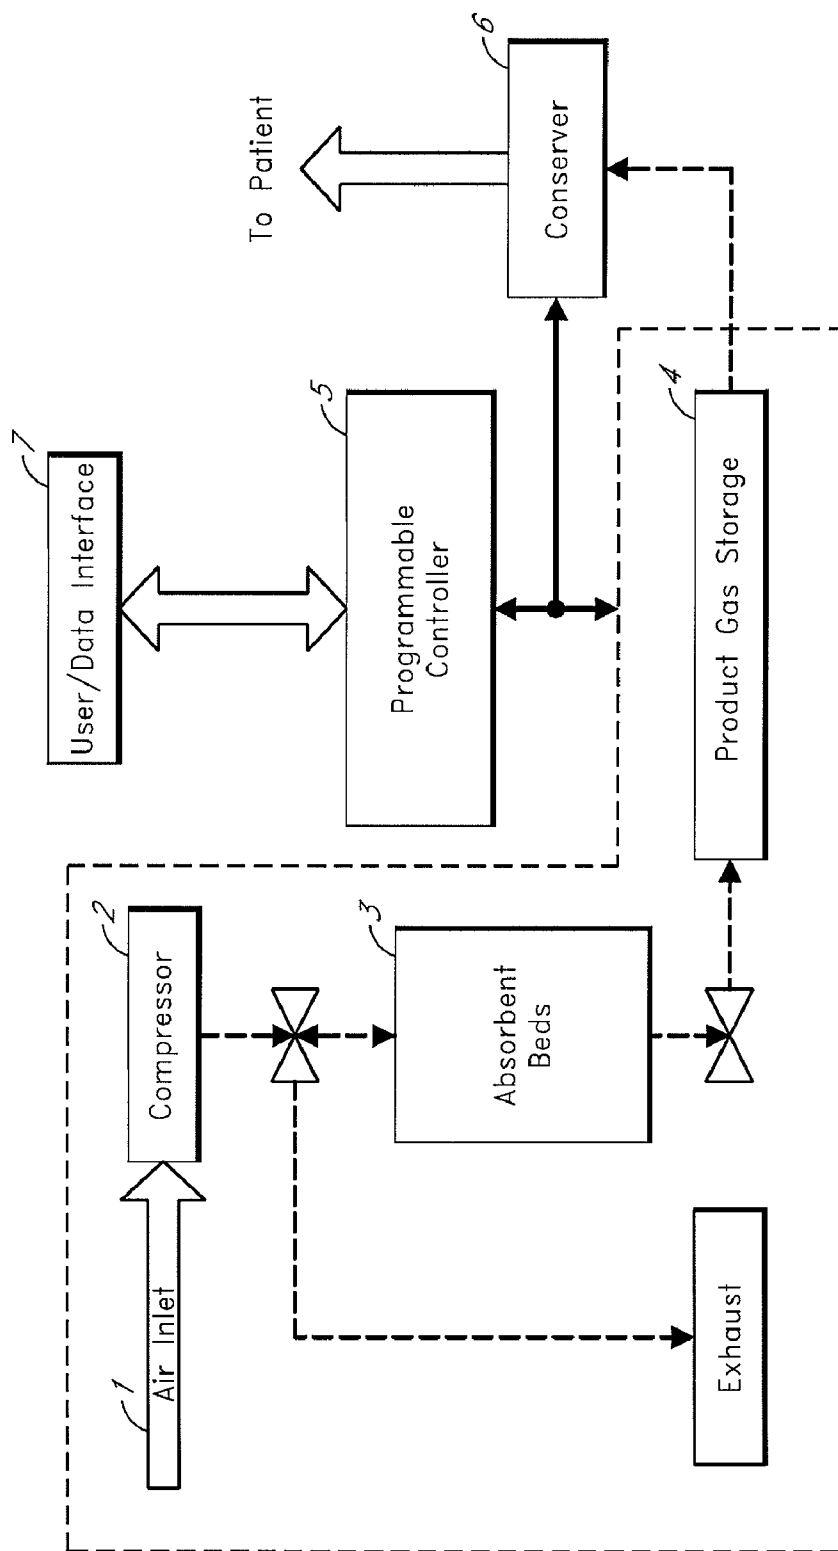 1
Air Inlet
2
Compressor
3
Absorbent
Beds
Exhaust
4
Product Gas Storage
5
Programmable
Controller
6
Conserver
To Patient
7
User/Data Interface